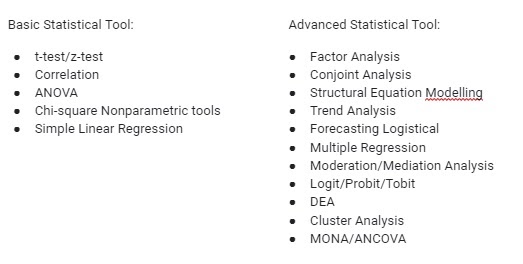 Basic Statistical Tool:
• t-test/z-test
• Correlation
• ANOVA
• Chi-square Nonparametric tools
• Simple Linear Regression
Advanced Statistical Tool:
• Factor Analysis
• Conjoint Analysis
• Structural Equation Modelling
• Trend Analysis
• Forecasting Logistical
• Multiple Regression
• Moderation/Mediation Analysis
• Logit/Probit/Tobit
• DEA
• Cluster Analysis
• MONA/ANCOVA